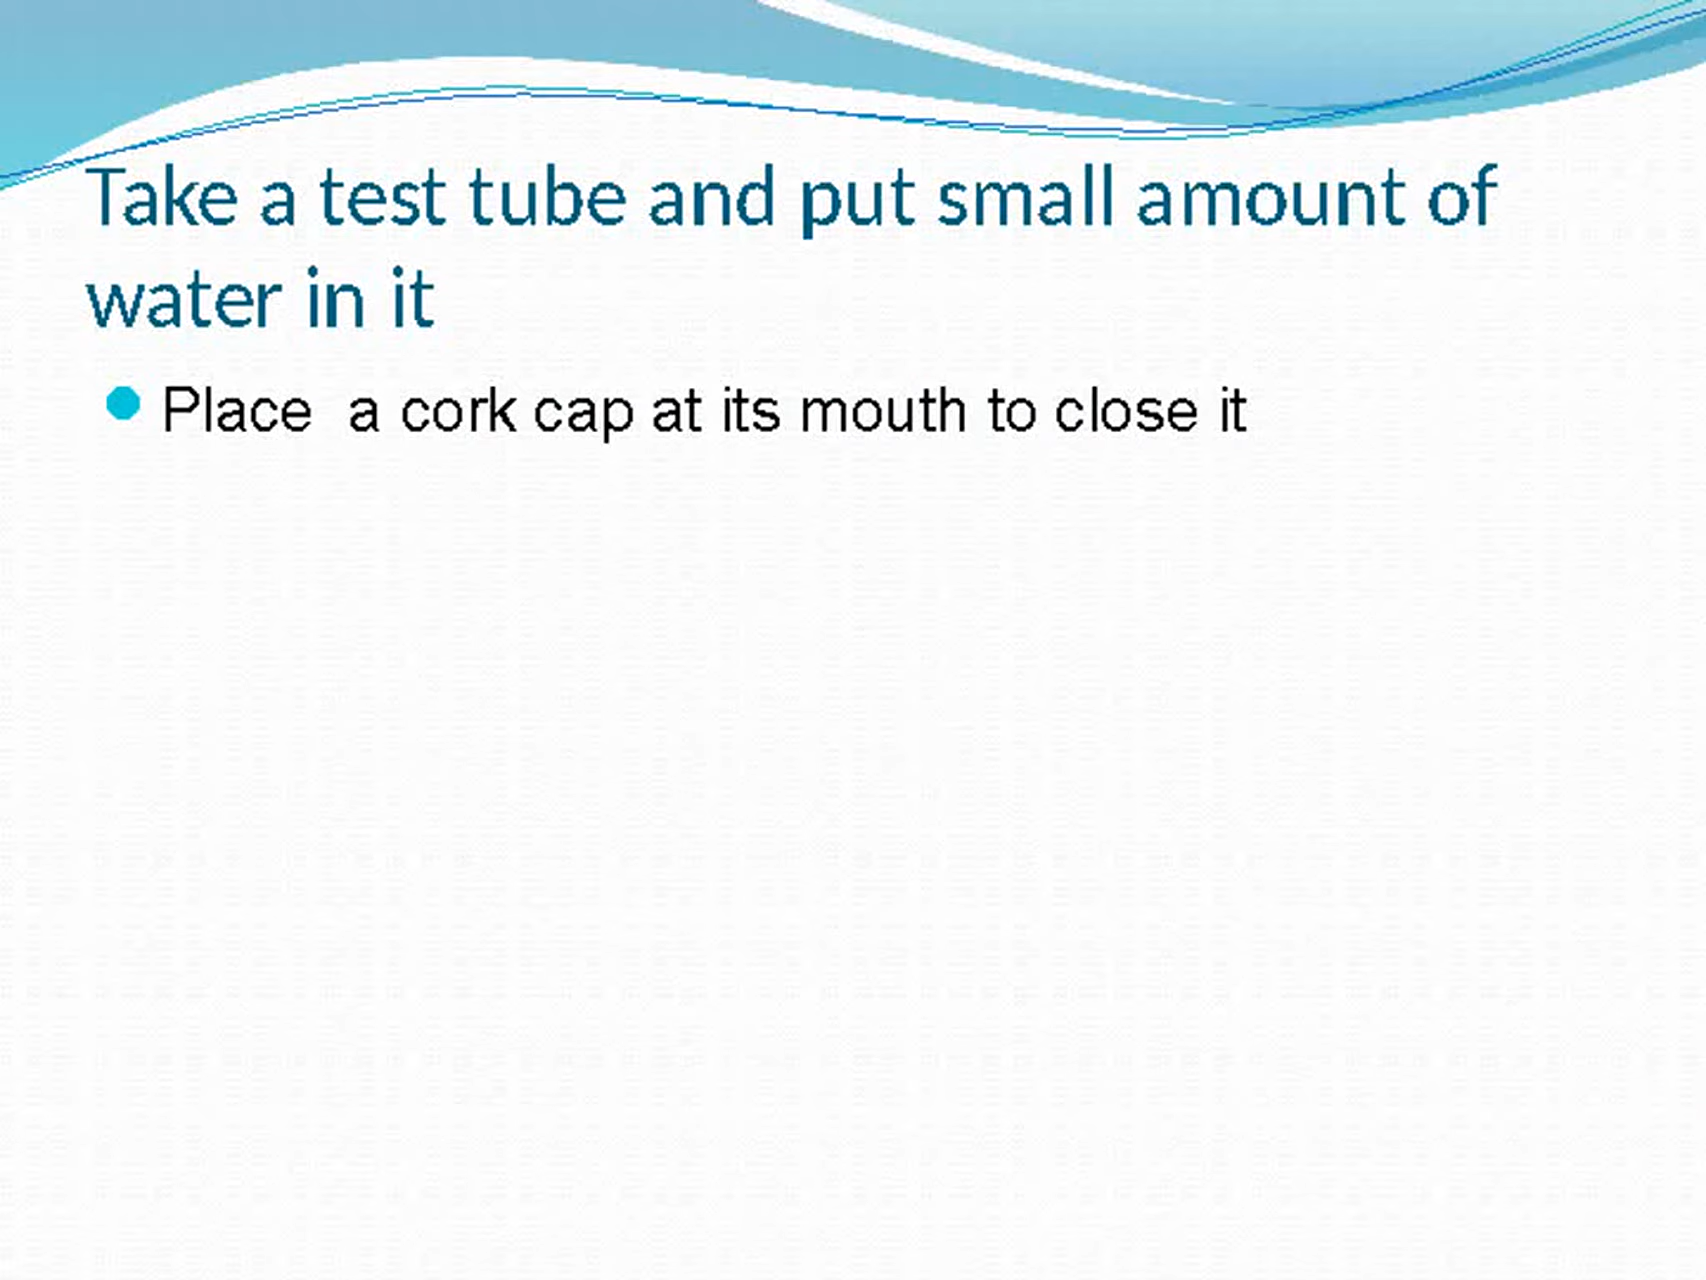 Take a test tube and put small amount of
water in it
Place  a cork cap at its mouth to close it